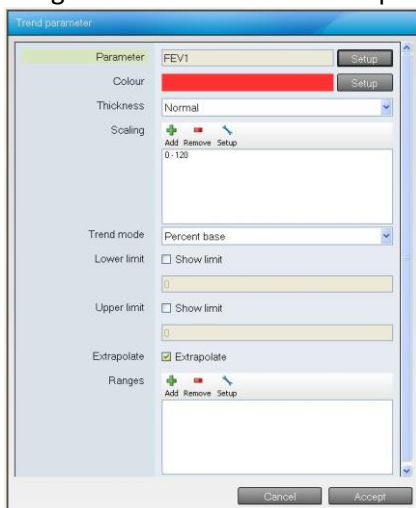 Trend parameter
Parameter FEV1 Setup
Colour Setup
Thickness Normal
Scaling
Add Remove Setup
0 - 120
Trend mode Percent base
Lower limit Show limit
0
Upper limit Show limit
0
Extrapolate Extrapolate
Ranges
Add Remove Setup
Cancel Accept